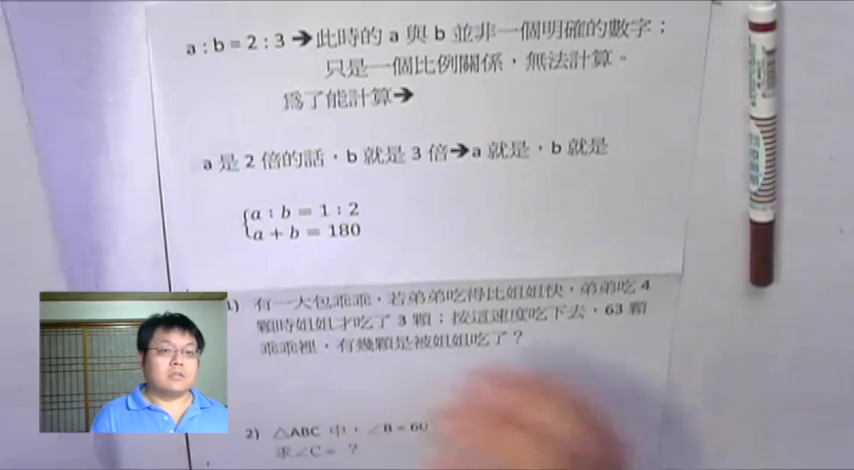 a : b = 2 : 3 ➔此時的 a 與 b 並非一個明確的數字；
只是一個比例關係，無法計算。
為了能計算➔
a 是 2 倍的話，b 就是 3 倍➔a 就是，b 就是
a : b = 1 : 2
a + b = 180
1) 有一大包乖乖，若弟弟吃得比姐姐快，弟弟吃 4
顆時姐姐才吃了 3 顆；按這速度吃下去，63 顆
乖乖裡，有幾顆是被姐姐吃了？
2) △ABC 中，∠B = 60
求∠C = ？